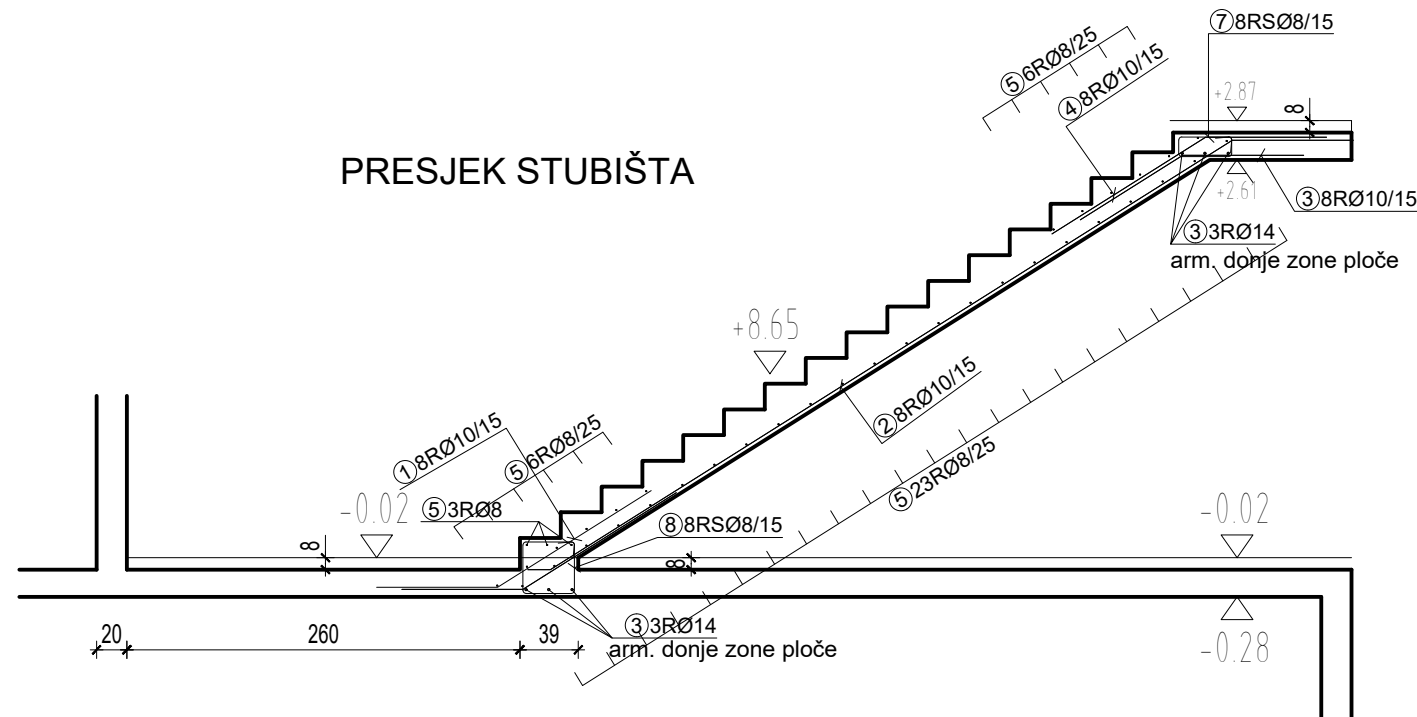 ⑦8RSØ8/15
⑤6RØ8/25
④8RØ10/15
+2.87
8
PRESJEK STUBIŠTA
+2.61
③8RØ10/15
③3RØ14
arm. donje zone ploče
+8.65
②8RØ10/15
①8RØ10/15
⑤6RØ8/25
⑤23RØ8/25
-0.02
⑤3RØ8
⑧8RSØ8/15
-0.02
8
8
20
260
39
③3RØ14
arm. donje zone ploče
-0.28